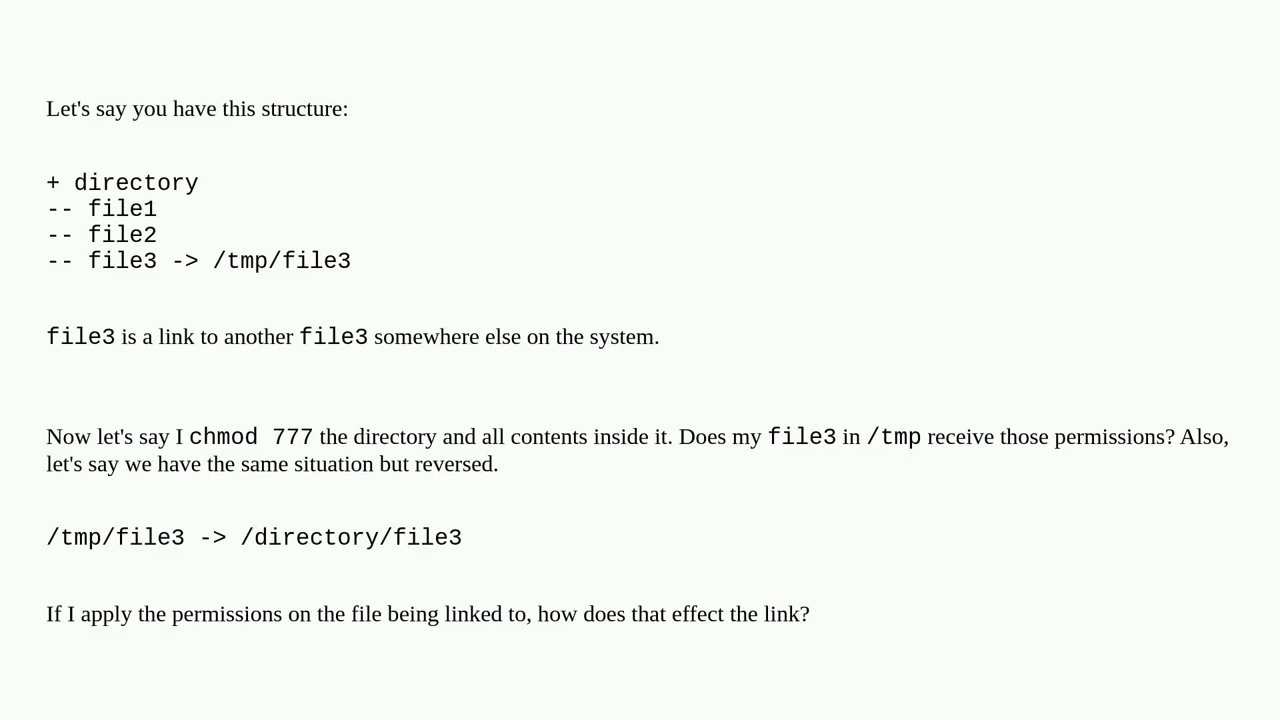 Let's say you have this structure:
+ directory
-- file1
-- file2
-- file3 -> /tmp/file3
file3 is a link to another file3 somewhere else on the system.
Now let's say I chmod 777 the directory and all contents inside it. Does my file3 in /tmp receive those permissions? Also,
let's say we have the same situation but reversed.
/tmp/file3 -> /directory/file3
If I apply the permissions on the file being linked to, how does that effect the link?